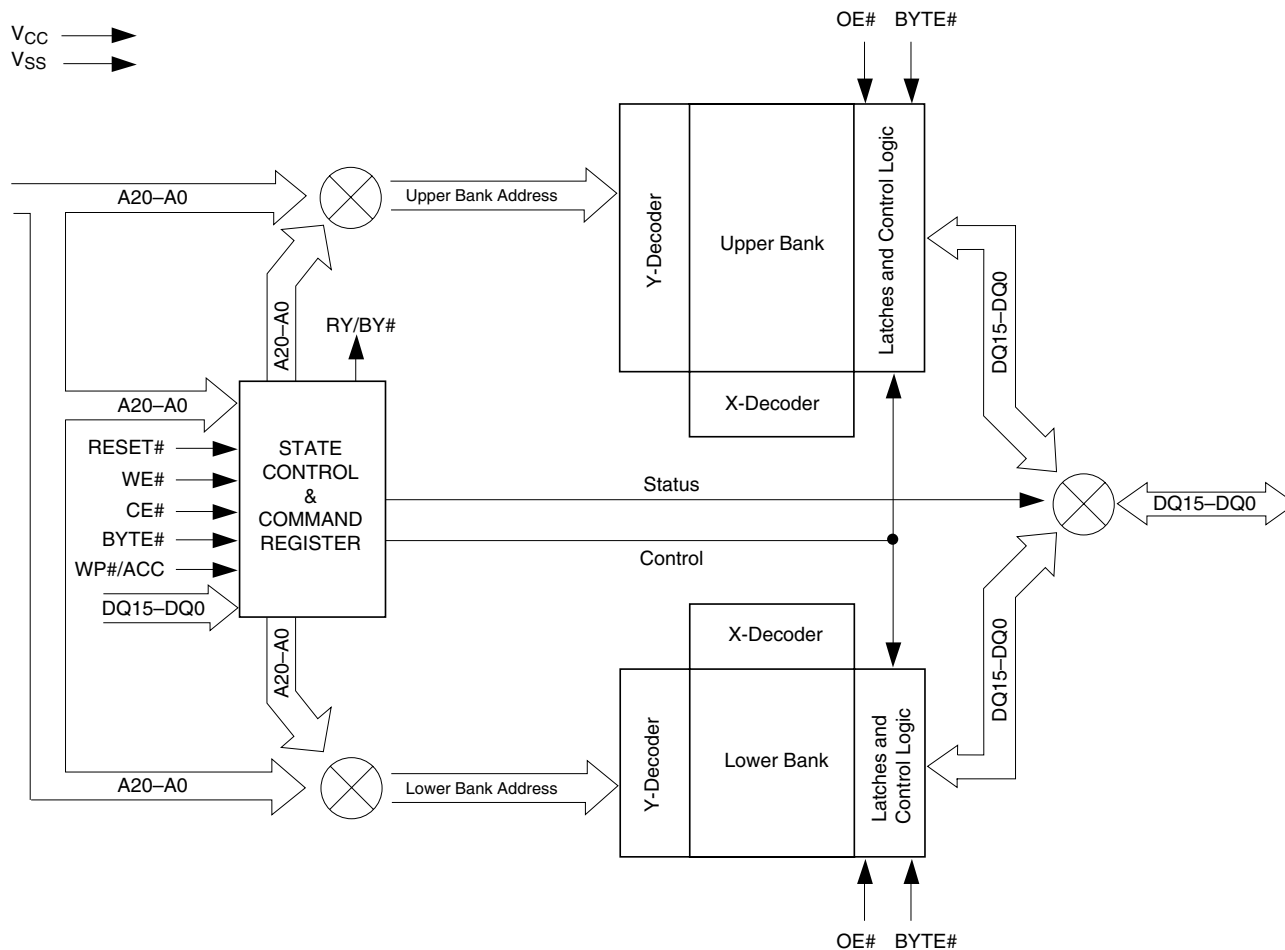 OE# BYTE#
VCC
VSS
A20–A0
Upper Bank Address
Y-Decoder
Upper Bank
Latches and Control Logic
DQ15–DQ0
A20–A0
RY/BY#
X-Decoder
A20–A0
RESET#
WE#
CE#
BYTE#
WP#/ACC
DQ15–DQ0
STATE
CONTROL
&
COMMAND
REGISTER
Status
Control
DQ15–DQ0
A20–A0
X-Decoder
DQ15–DQ0
Y-Decoder
Lower Bank
Latches and
Control Logic
A20–A0
Lower Bank Address
OE# BYTE#